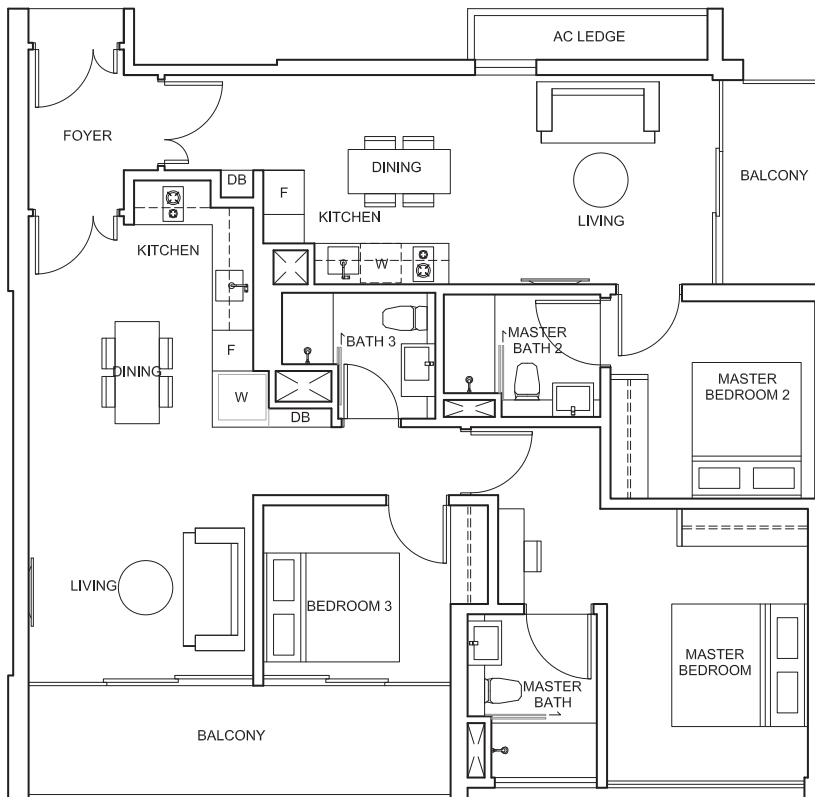 AC LEDGE
FOYER
DINING
BALCONY
DB
F
KITCHEN
LIVING
KITCHEN
W
BATH 3
MASTER
BATH 2
F
DINING
MASTER
BEDROOM 2
W
DB
LIVING
BEDROOM 3
MASTER
BEDROOM
MASTER
BATH
BALCONY